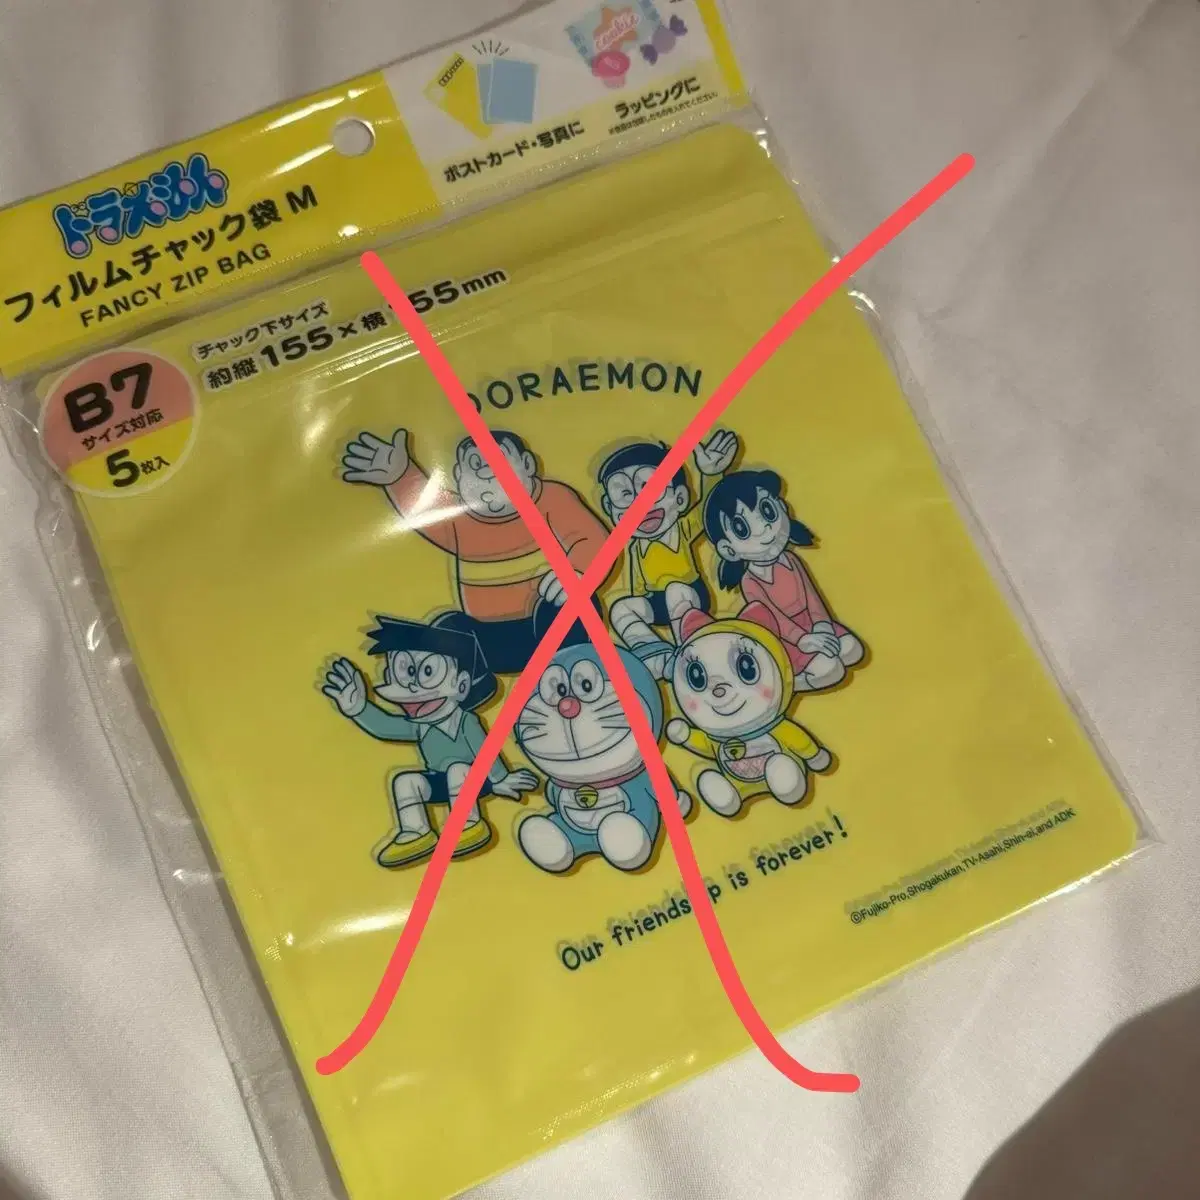 ドラえもん
フィルムチャック袋 M
FANCY ZIP BAG
ポストカード・写真に
ラッピングに
cookie
チャック下サイズ
約縦155×横155mm
B7
サイズ対応
5枚入
DORAEMON
Our friendship is forever!
©Fujiko-Pro,Shogakukan,TV-Asahi,Shin-ei,and ADK